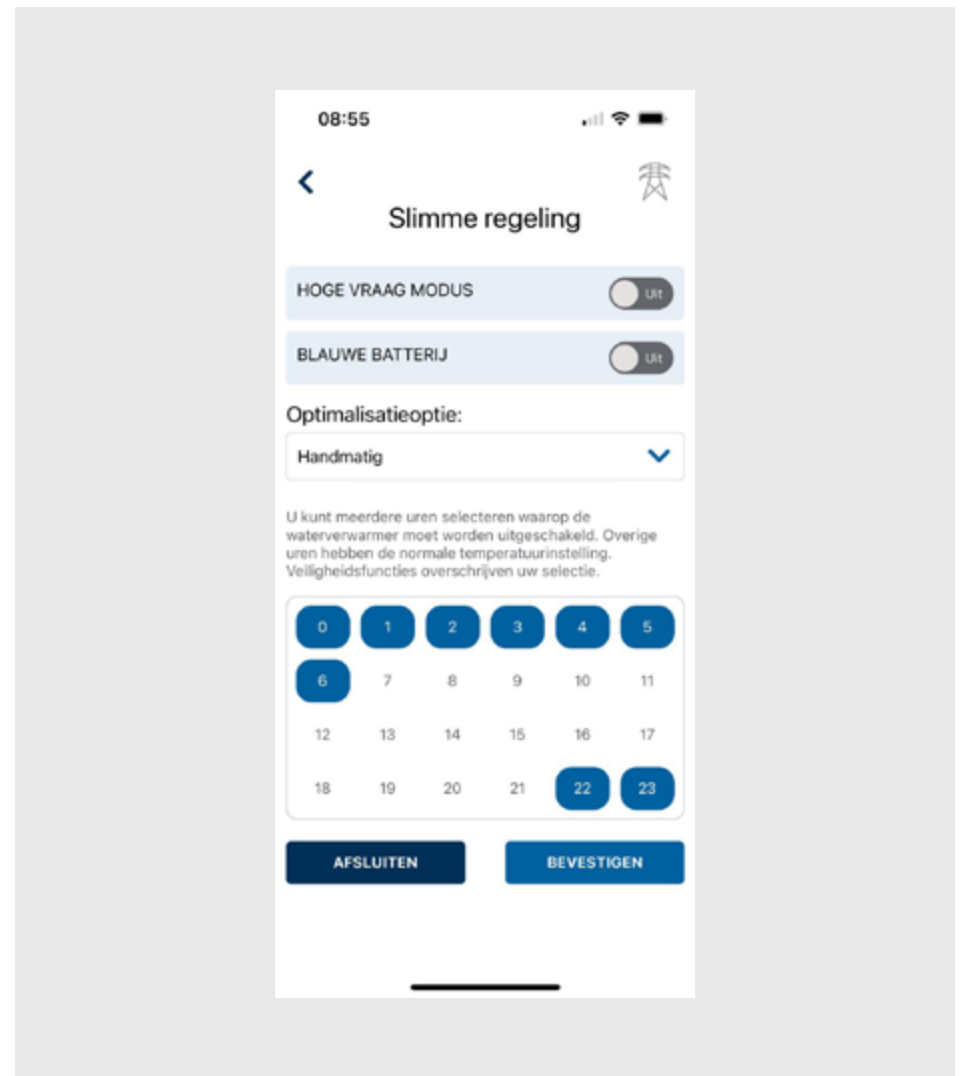 08:55
Slimme regeling
HOGE VRAAG MODUS
Uit
BLAUWE BATTERIJ
Uit
Optimalisatieoptie:
Handmatig
U kunt meerdere uren selecteren waarop de
waterverwarmer moet worden uitgeschakeld. Overige
uren hebben de normale temperatuurinstelling.
Veiligheidsfuncties overschrijven uw selectie.
0 1 2 3 4 5
6 7 8 9 10 11
12 13 14 15 16 17
18 19 20 21 22 23
AFSLUITEN BEVESTIGEN